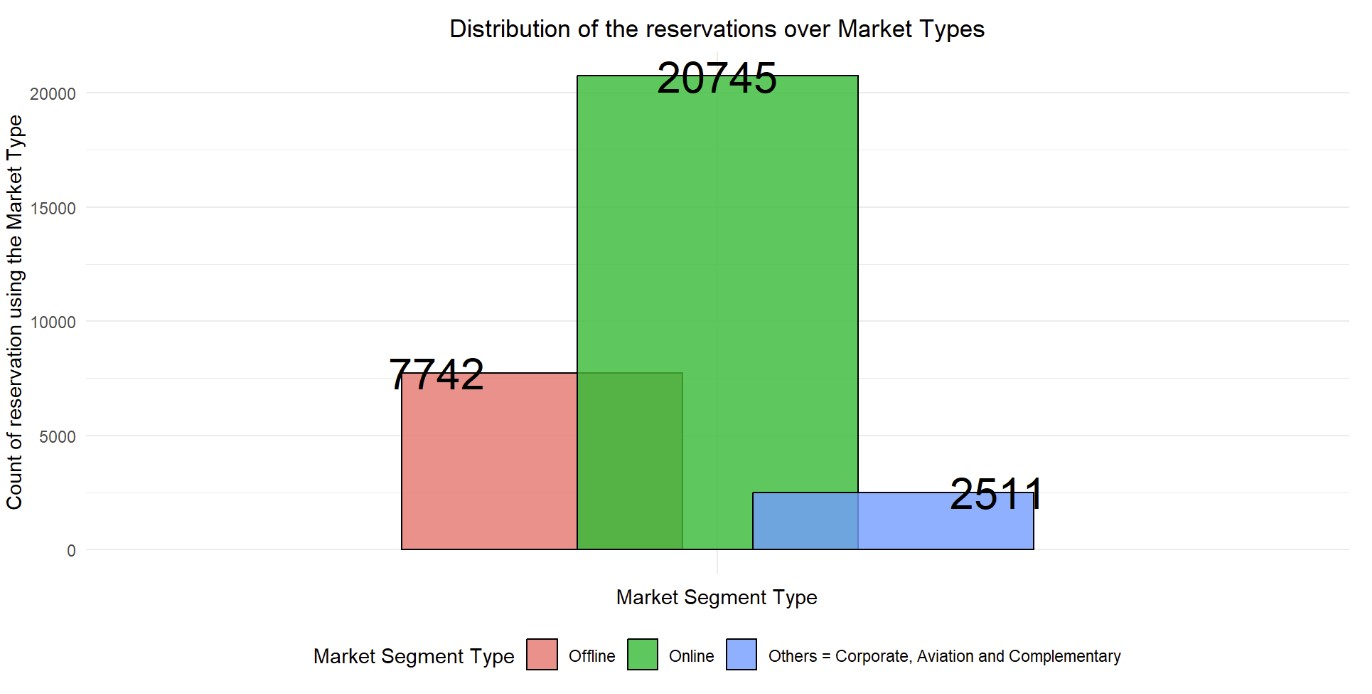 Distribution of the reservations over Market Types
Count of reservation using the Market Type
20000
15000
10000
5000
0
20745
7742
2511
Market Segment Type
Market Segment Type Offline Online Others = Corporate, Aviation and Complementary